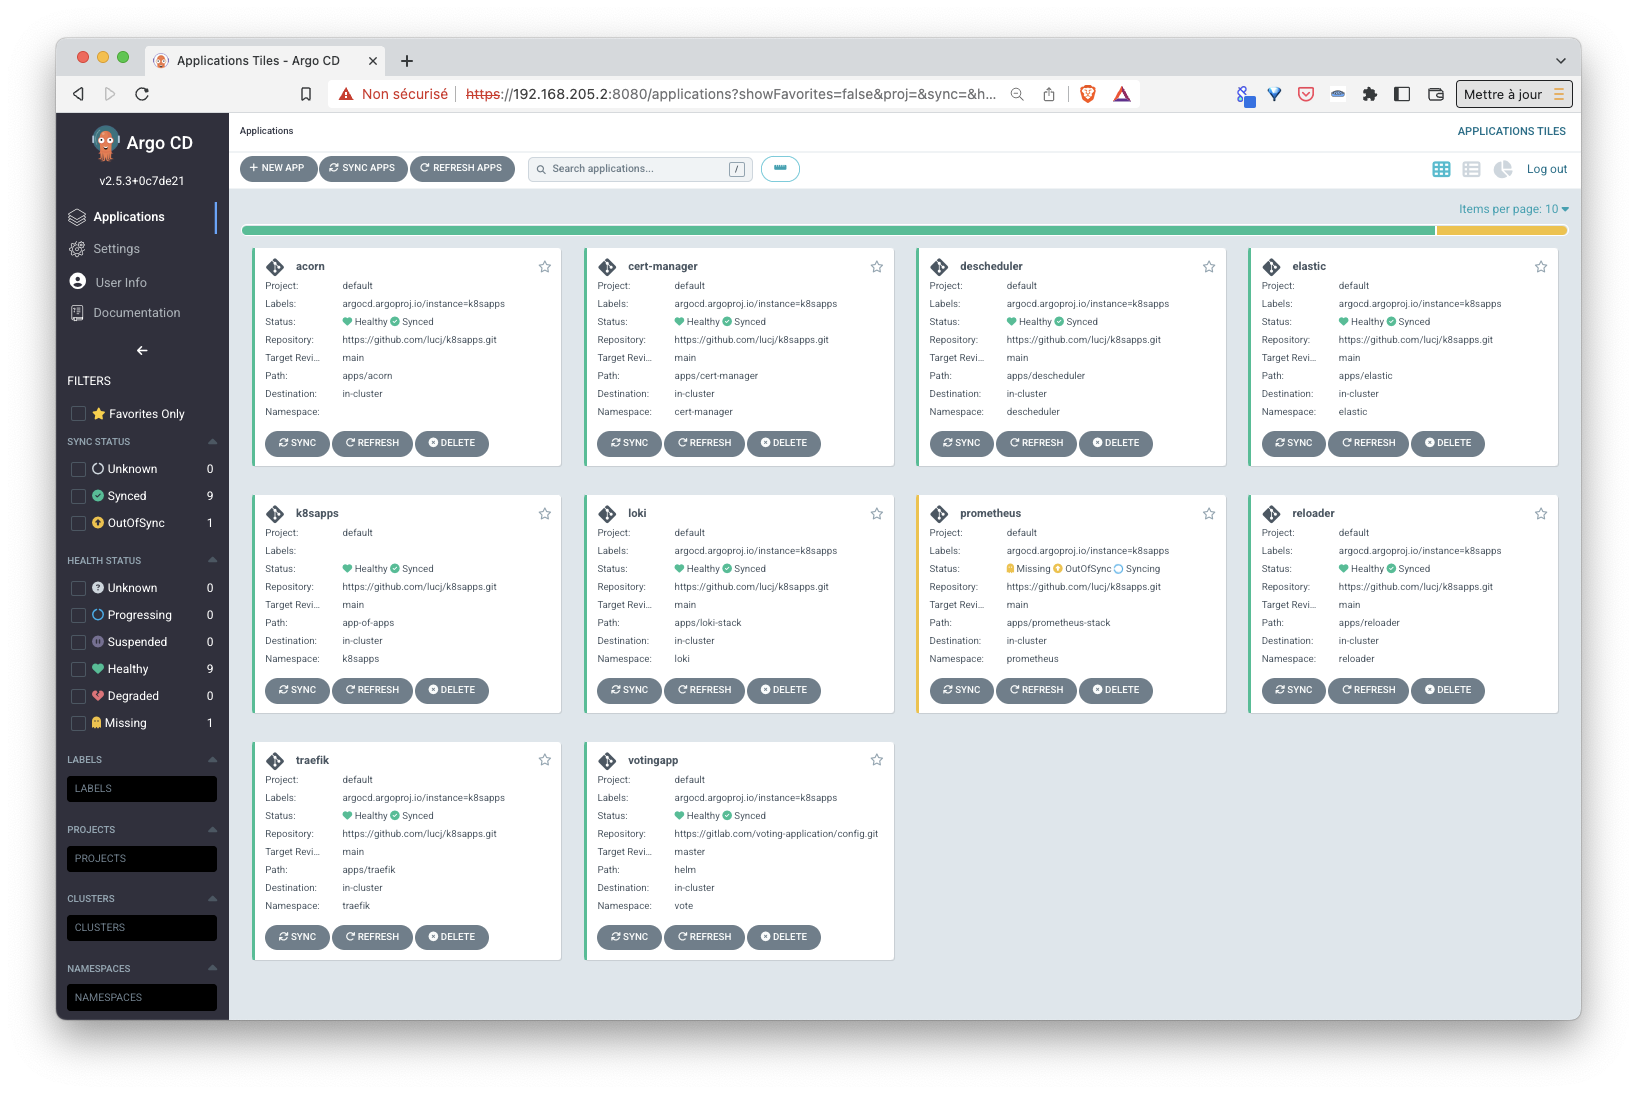 Applications Tiles - Argo CD
Non sécurisé
https://192.168.205.2:8080/applications?showFavorites=false&proj=&sync=&h...
Mettre à jour
Argo CD
v2.5.3+0c7de21
Applications
Settings
User Info
Documentation
FILTERS
Favorites Only
SYNC STATUS
Unknown 0
Synced 9
OutOfSync 1
HEALTH STATUS
Unknown 0
Progressing 0
Suspended 0
Healthy 9
Degraded 0
Missing 1
LABELS
LABELS
PROJECTS
PROJECTS
CLUSTERS
CLUSTERS
NAMESPACES
NAMESPACES
Applications
APPLICATIONS TILES
+ NEW APP SYNC APPS REFRESH APPS Search applications... /
Log out
Items per page: 10
acorn
Project: default
Labels: argocd.argoproj.io/instance=k8sapps
Status: Healthy Synced
Repository: https://github.com/lucj/k8sapps.git
Target Revi... main
Path: apps/acorn
Destination: in-cluster
Namespace:
SYNC REFRESH DELETE
cert-manager
Project: default
Labels: argocd.argoproj.io/instance=k8sapps
Status: Healthy Synced
Repository: https://github.com/lucj/k8sapps.git
Target Revi... main
Path: apps/cert-manager
Destination: in-cluster
Namespace: cert-manager
SYNC REFRESH DELETE
descheduler
Project: default
Labels: argocd.argoproj.io/instance=k8sapps
Status: Healthy Synced
Repository: https://github.com/lucj/k8sapps.git
Target Revi... main
Path: apps/descheduler
Destination: in-cluster
Namespace: descheduler
SYNC REFRESH DELETE
elastic
Project: default
Labels: argocd.argoproj.io/instance=k8sapps
Status: Healthy Synced
Repository: https://github.com/lucj/k8sapps.git
Target Revi... main
Path: apps/elastic
Destination: in-cluster
Namespace: elastic
SYNC REFRESH DELETE
k8sapps
Project: default
Labels:
Status: Healthy Synced
Repository: https://github.com/lucj/k8sapps.git
Target Revi... main
Path: app-of-apps
Destination: in-cluster
Namespace: k8sapps
SYNC REFRESH DELETE
loki
Project: default
Labels: argocd.argoproj.io/instance=k8sapps
Status: Healthy Synced
Repository: https://github.com/lucj/k8sapps.git
Target Revi... main
Path: apps/loki-stack
Destination: in-cluster
Namespace: loki
SYNC REFRESH DELETE
prometheus
Project: default
Labels: argocd.argoproj.io/instance=k8sapps
Status: Missing OutOfSync Syncing
Repository: https://github.com/lucj/k8sapps.git
Target Revi... main
Path: apps/prometheus-stack
Destination: in-cluster
Namespace: prometheus
SYNC REFRESH DELETE
reloader
Project: default
Labels: argocd.argoproj.io/instance=k8sapps
Status: Healthy Synced
Repository: https://github.com/lucj/k8sapps.git
Target Revi... main
Path: apps/reloader
Destination: in-cluster
Namespace: reloader
SYNC REFRESH DELETE
traefik
Project: default
Labels: argocd.argoproj.io/instance=k8sapps
Status: Healthy Synced
Repository: https://github.com/lucj/k8sapps.git
Target Revi... main
Path: apps/traefik
Destination: in-cluster
Namespace: traefik
SYNC REFRESH DELETE
votingapp
Project: default
Labels: argocd.argoproj.io/instance=k8sapps
Status: Healthy Synced
Repository: https://gitlab.com/voting-application/config.git
Target Revi... master
Path: helm
Destination: in-cluster
Namespace: vote
SYNC REFRESH DELETE